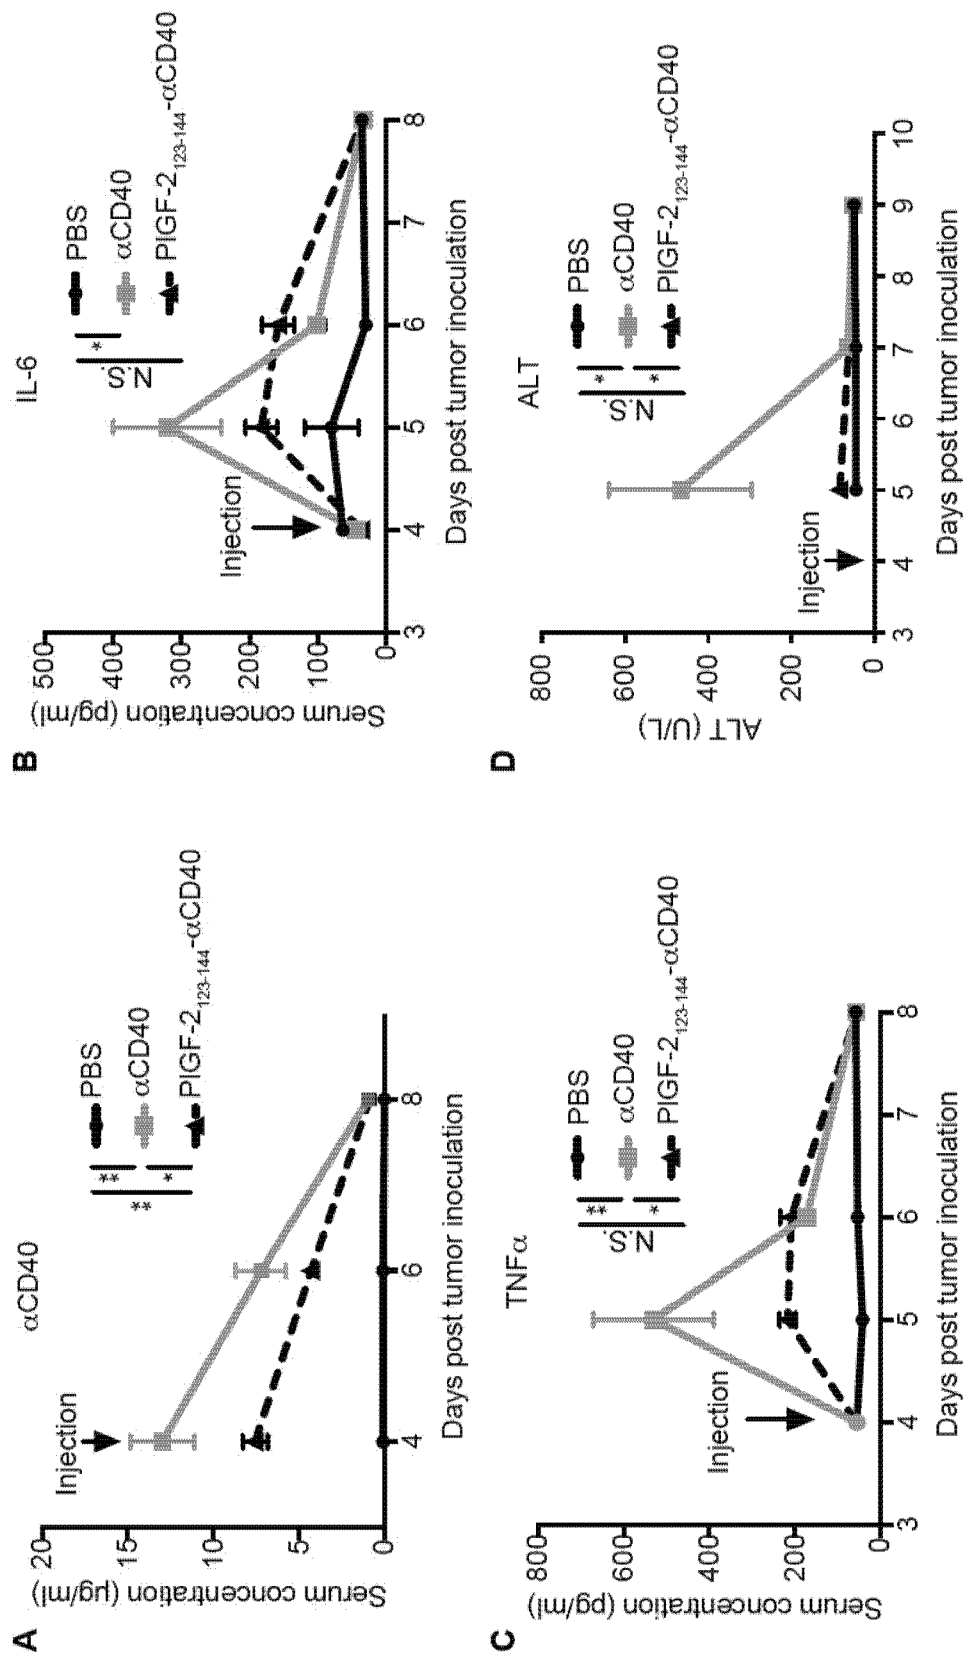 A
αCD40
Injection
PBS
αCD40
PlGF-2123-144-αCD40
**
*
**
Serum concentration (μg/ml)
20
15
10
5
0
4
6
8
Days post tumor inoculation
B
IL-6
Injection
PBS
αCD40
PlGF-2123-144-αCD40
*
N.S.
Serum concentration (pg/ml)
500
400
300
200
100
0
3
4
5
6
7
8
Days post tumor inoculation
C
TNFα
Injection
PBS
αCD40
PlGF-2123-144-αCD40
**
*
N.S.
Serum concentration (pg/ml)
800
600
400
200
0
3
4
5
6
7
8
Days post tumor inoculation
D
ALT
Injection
PBS
αCD40
PlGF-2123-144-αCD40
*
*
N.S.
ALT (U/L)
800
600
400
200
0
3
4
5
6
7
8
9
10
Days post tumor inoculation